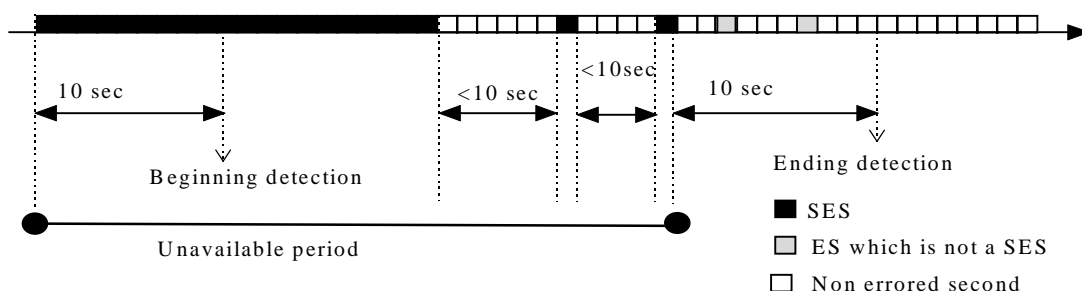 <10sec
10 sec
<10 sec
10 sec
Beginning detection
Ending detection
SES
Unavailable period
ES which is not a SES
Non errored second